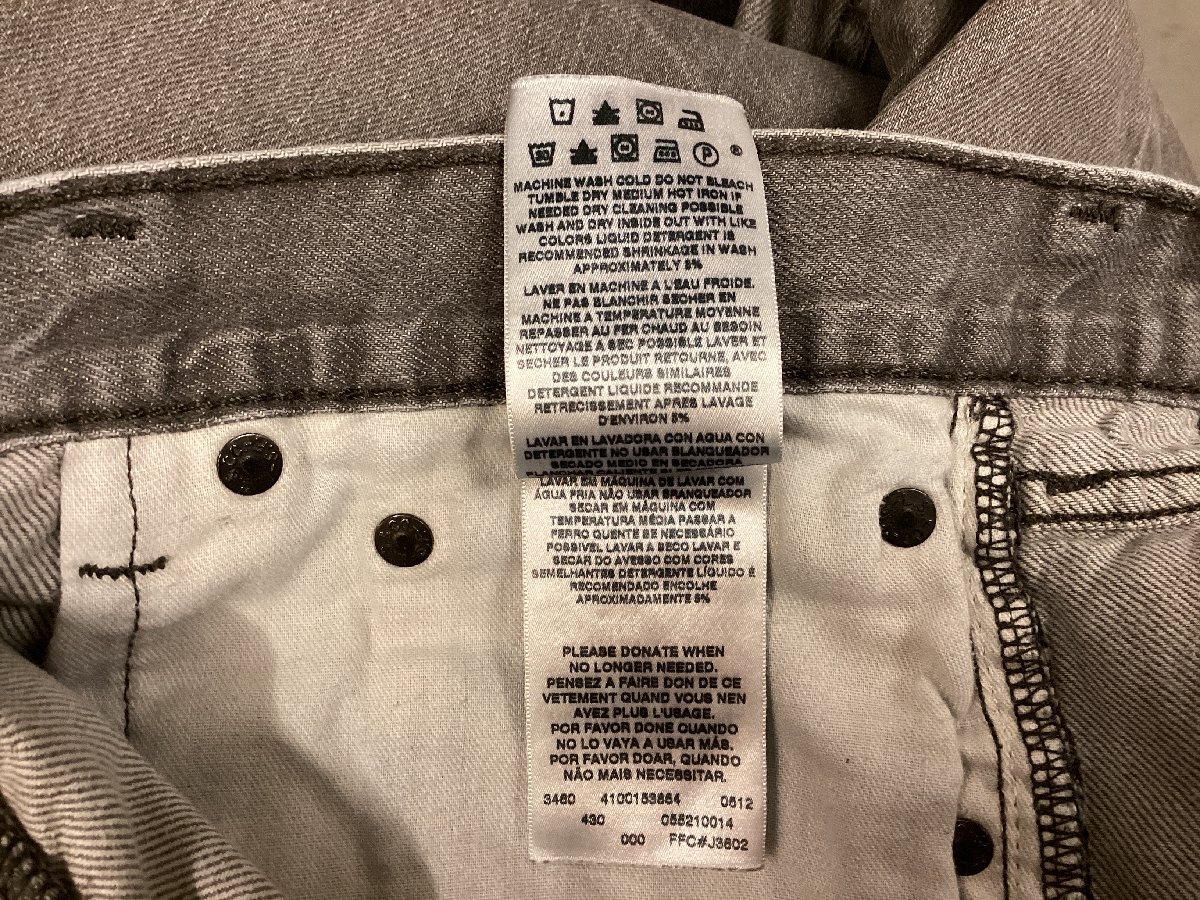 MACHINE WASH COLD DO NOT BLEACH
TUMBLE DRY MEDIUM HOT IRON IF
NEEDED DRY CLEANING POSSIBLE
WASH AND DRY INSIDE OUT WITH LIKE
COLORS LIQUID DETERGENT IS
RECOMMENDED SHRINKAGE IN WASH
APPROXIMATELY 5%
LAVER EN MACHINE A L'EAU FROIDE.
NE PAS BLANCHIR SECHER EN
MACHINE A TEMPERATURE MOYENNE
REPASSER AU FER CHAUD AU BESOIN
NETTOYAGE A SEC POSSIBLE LAVER ET
SECHER LE PRODUIT RETOURNE, AVEC
DES COULEURS SIMILAIRES
DETERGENT LIQUIDE RECOMMANDE
RETRECISSEMENT APRES LAVAGE
D'ENVIRON 5%
LAVAR EN LAVADORA CON AGUA CON
DETERGENTE NO USAR BLANQUEADOR
SECADO MEDIO EN SECADORA
LAVAR EM MÁQUINA DE LAVAR COM
ÁGUA FRIA NÃO USAR BRANQUEADOR
SECAR EM MÁQUINA COM
TEMPERATURA MÉDIA PASSAR A
FERRO QUENTE SE NECESSÁRIO
POSSIVEL LAVAR A SECO LAVAR E
SECAR DO AVESSO COM CORES
SEMELHANTES DETERGENTE LÍQUIDO É
RECOMENDADO ENCOLHE
APROXIMADAMENTE 5%
PLEASE DONATE WHEN
NO LONGER NEEDED.
PENSEZ A FAIRE DON DE CE
VETEMENT QUAND VOUS NEN
AVEZ PLUS L'USAGE.
POR FAVOR DONE CUANDO
NO LO VAYA A USAR MÁS.
POR FAVOR DOAR, QUANDO
NÃO MAIS NECESSITAR.
3460 4100153854 0512
430 055210014
000 FFC#J3602